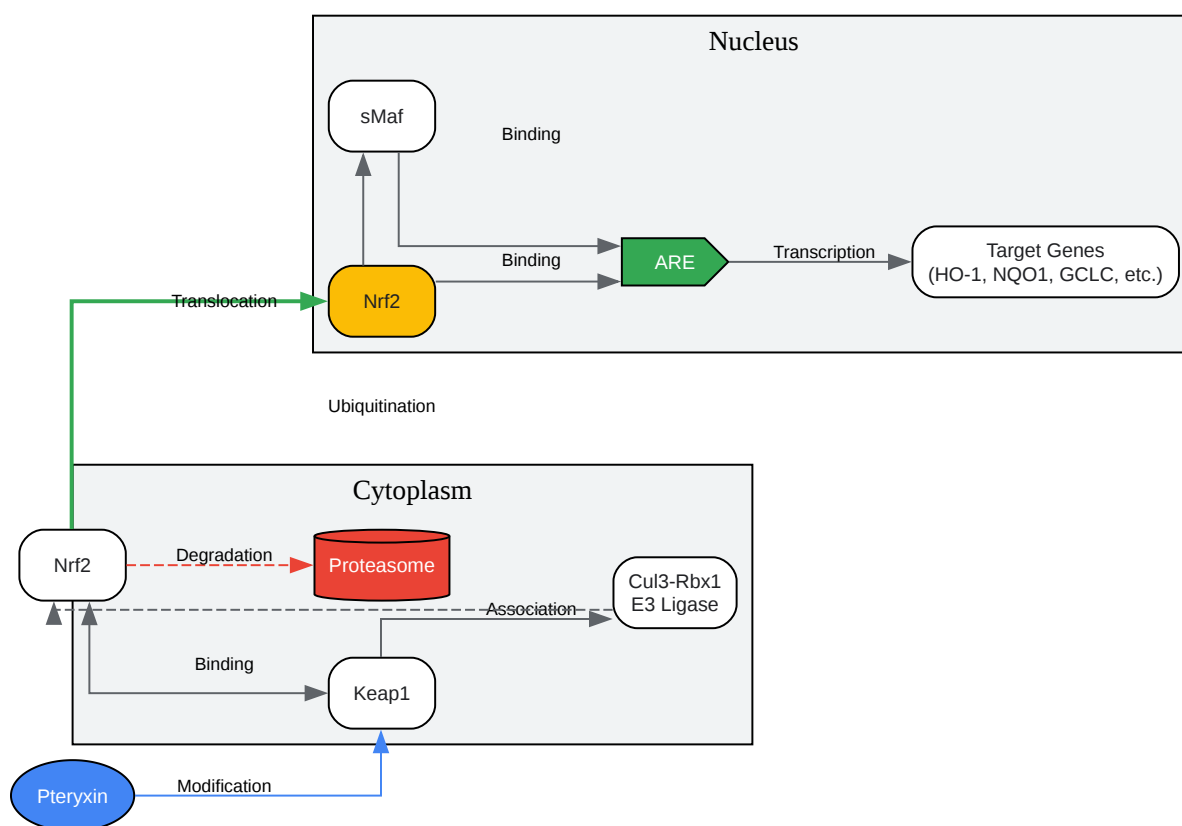 Nucleus
sMaf
Binding
Binding
ARE
Transcription
Target Genes
(HO-1, NQO1, GCLC, etc.)
Translocation
Nrf2
Ubiquitination
Cytoplasm
Nrf2
Degradation
Proteasome
Cul3-Rbx1
E3 Ligase
Association
Binding
Keap1
Pteryxin
Modification